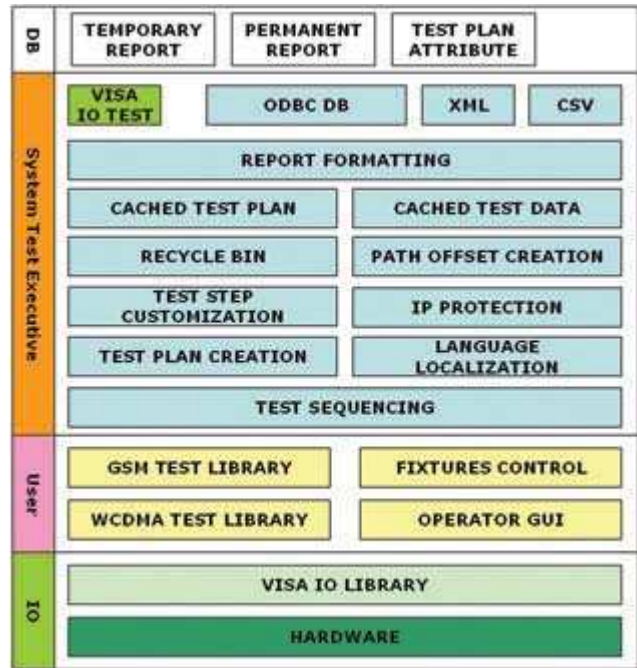 DB
TEMPORARY
REPORT
PERMANENT
REPORT
TEST PLAN
ATTRIBUTE
System Test Executive
VISA
IO TEST
ODBC DB
XML
CSV
REPORT FORMATTING
CACHED TEST PLAN
CACHED TEST DATA
RECYCLE BIN
PATH OFFSET CREATION
TEST STEP
CUSTOMIZATION
IP PROTECTION
TEST PLAN CREATION
LANGUAGE
LOCALIZATION
TEST SEQUENCING
User
GSM TEST LIBRARY
FIXTURES CONTROL
WCDMA TEST LIBRARY
OPERATOR GUI
IO
VISA IO LIBRARY
HARDWARE